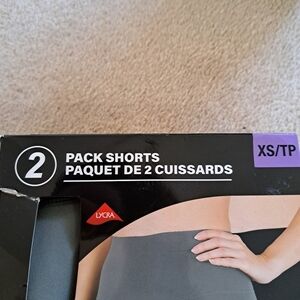 2
PACK SHORTS
PAQUET DE 2 CUISSARDS
XS/TP
LYCRA